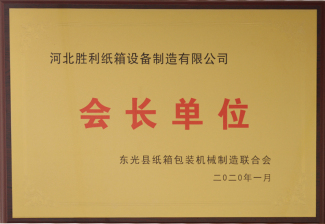 河北胜利纸箱设备制造有限公司
会长单位
东光县纸箱包装机械制造联合会
二〇二〇年一月